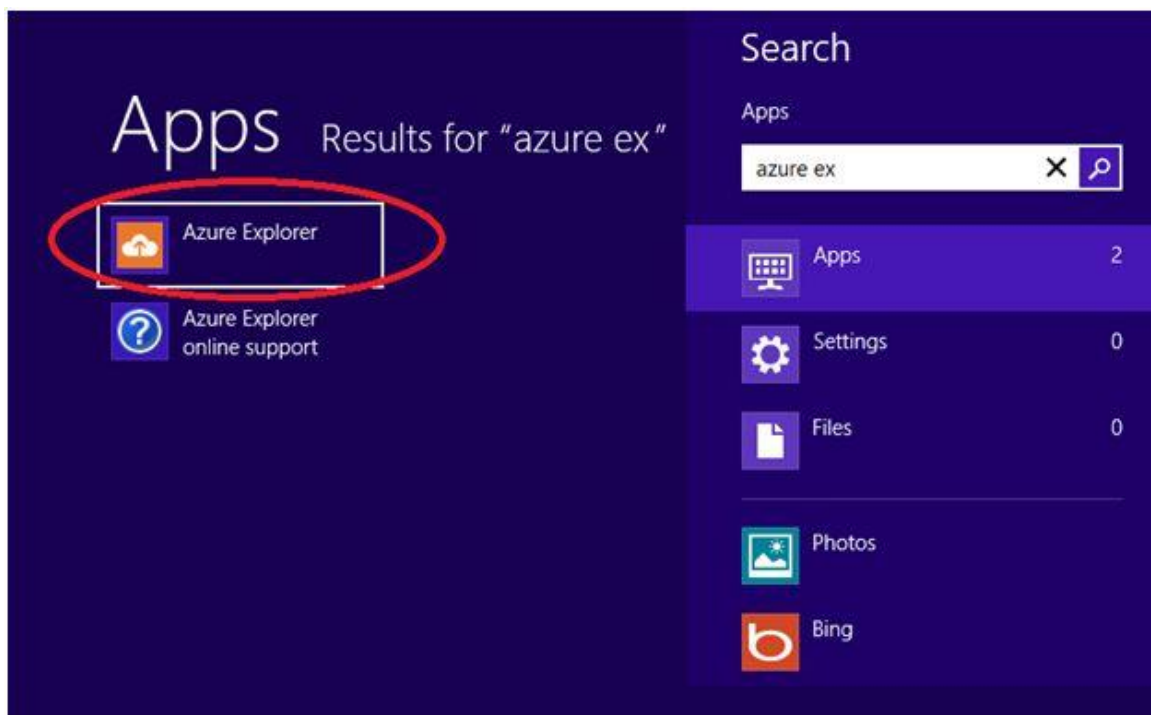 Apps Results for “azure ex”
Azure Explorer
Azure Explorer
online support
Search
Apps
azure ex
Apps 2
Settings 0
Files 0
Photos
Bing